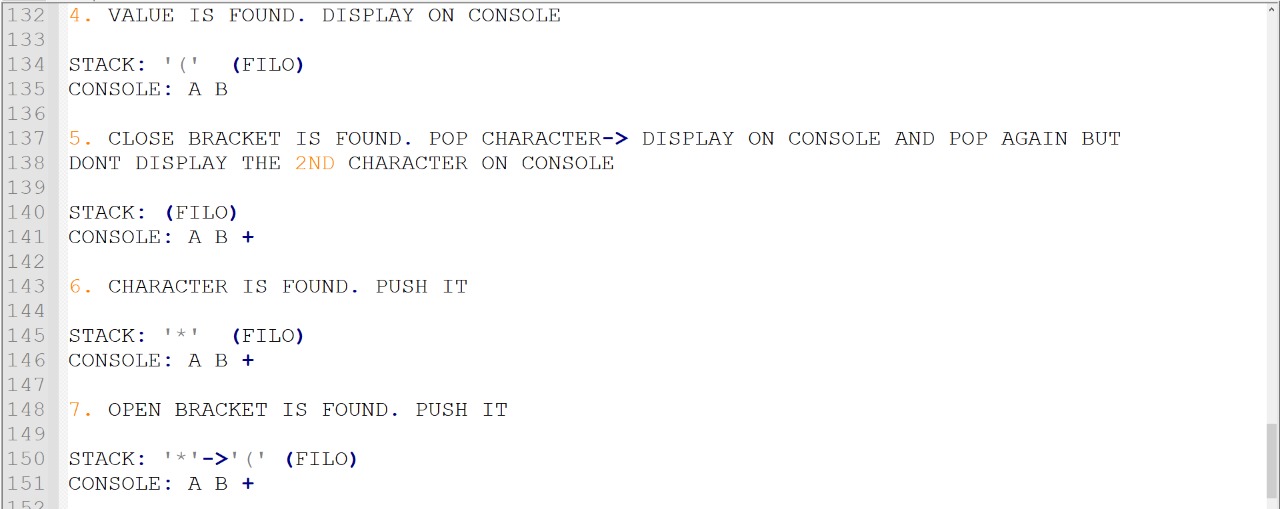 132 4. VALUE IS FOUND. DISPLAY ON CONSOLE
133
134 STACK: '('  (FILO)
135 CONSOLE: A B
136
137 5. CLOSE BRACKET IS FOUND. POP CHARACTER-> DISPLAY ON CONSOLE AND POP AGAIN BUT
138 DONT DISPLAY THE 2ND CHARACTER ON CONSOLE
139
140 STACK: (FILO)
141 CONSOLE: A B +
142
143 6. CHARACTER IS FOUND. PUSH IT
144
145 STACK: '*'  (FILO)
146 CONSOLE: A B +
147
148 7. OPEN BRACKET IS FOUND. PUSH IT
149
150 STACK: '*'->'(' (FILO)
151 CONSOLE: A B +
152